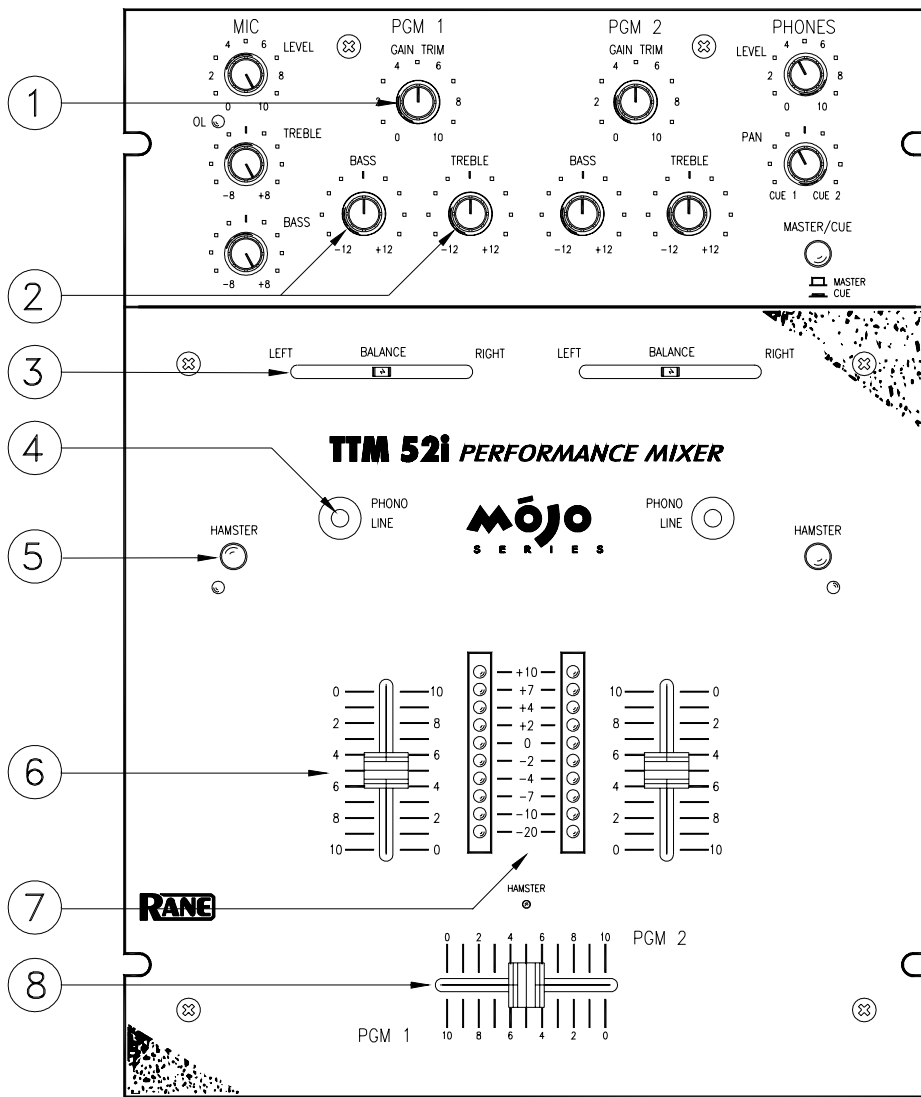 MIC PGM 1 PGM 2 PHONES
4 6 LEVEL GAIN TRIM GAIN TRIM LEVEL 4 6
4 6 4 6
2 8 2 8
0 10 2 8 2 8 0 10
1
OL 0 10 0 10
TREBLE PAN
BASS TREBLE BASS TREBLE
-8 +8 CUE 1 CUE 2
BASS MASTER/CUE
-12 +12 -12 +12 -12 +12 -12 +12
-8 +8
2
MASTER
CUE
LEFT BALANCE RIGHT LEFT BALANCE RIGHT
3
TTM 52i PERFORMANCE MIXER
4
PHONO PHONO
LINE LINE
MÓJO
SERIES
HAMSTER HAMSTER
5
0 10 +10 10 0
+7
2 8 +4 8 2
+2
4 6 0 6 4
6 -2
6 4 -4 4 6
-7
8 2 -10 2 8
10 0 -20 0 10
7
HAMSTER
RANE
0 2 4 6 8 10 PGM 2
8
PGM 1 10 8 6 4 2 0